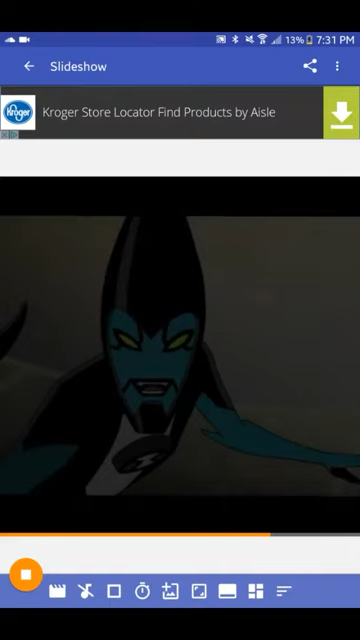 13% 7:31 PM
Slideshow
Kroger
Kroger Store Locator Find Products by Aisle